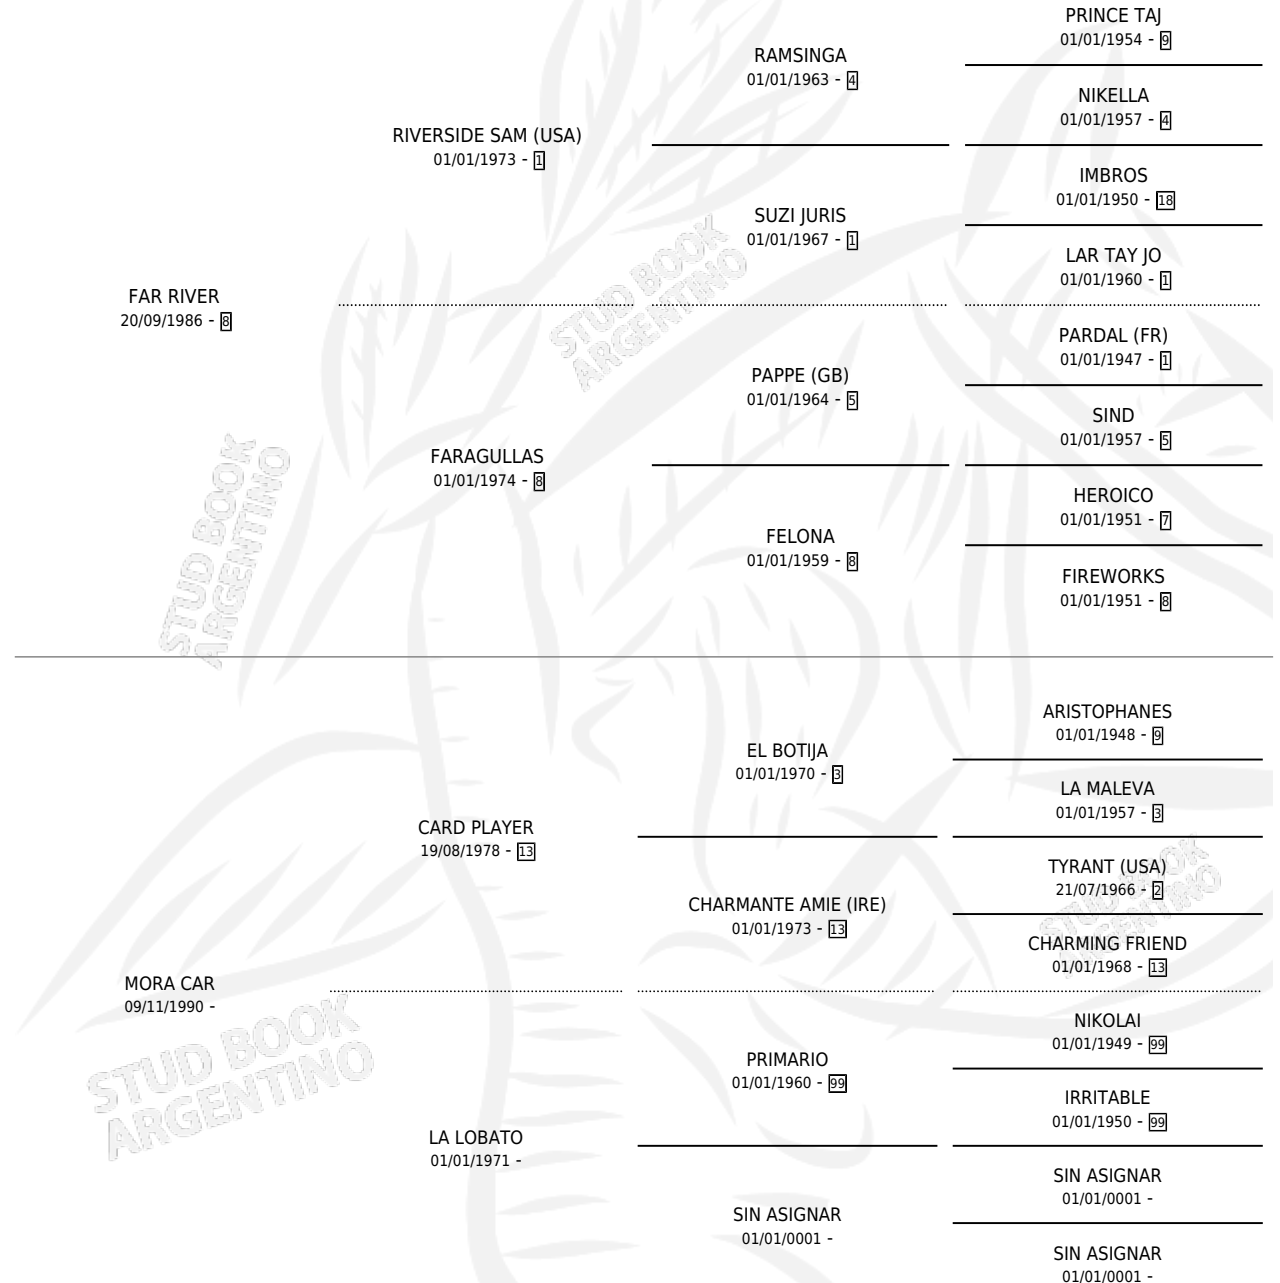 PRINCE TAJ
01/01/1954 - 9
RAMSINGA
01/01/1963 - 4
NIKELLA
01/01/1957 - 4
RIVERSIDE SAM (USA)
01/01/1973 - 1
IMBROS
01/01/1950 - 18
SUZI JURIS
01/01/1967 - 1
LAR TAY JO
01/01/1960 - 1
FAR RIVER
20/09/1986 - 8
PARDAL (FR)
01/01/1947 - 1
PAPPE (GB)
01/01/1964 - 5
SIND
01/01/1957 - 5
FARAGULLAS
01/01/1974 - 8
HEROICO
01/01/1951 - 7
FELONA
01/01/1959 - 8
FIREWORKS
01/01/1951 - 8
STUD BOOK
ARGENTINO
STUD BOOK
ARGENTINO
ARISTOPHANES
01/01/1948 - 9
EL BOTIJA
01/01/1970 - 3
LA MALEVA
01/01/1957 - 3
CARD PLAYER
19/08/1978 - 13
TYRANT (USA)
21/07/1966 - 2
CHARMANTE AMIE (IRE)
01/01/1973 - 13
CHARMING FRIEND
01/01/1968 - 13
MORA CAR
09/11/1990 -
NIKOLAI
01/01/1949 - 99
PRIMARIO
01/01/1960 - 99
IRRITABLE
01/01/1950 - 99
LA LOBATO
01/01/1971 -
SIN ASIGNAR
01/01/0001 -
SIN ASIGNAR
01/01/0001 -
SIN ASIGNAR
01/01/0001 -
STUD BOOK
ARGENTINO
STUD BOOK
ARGENTINO